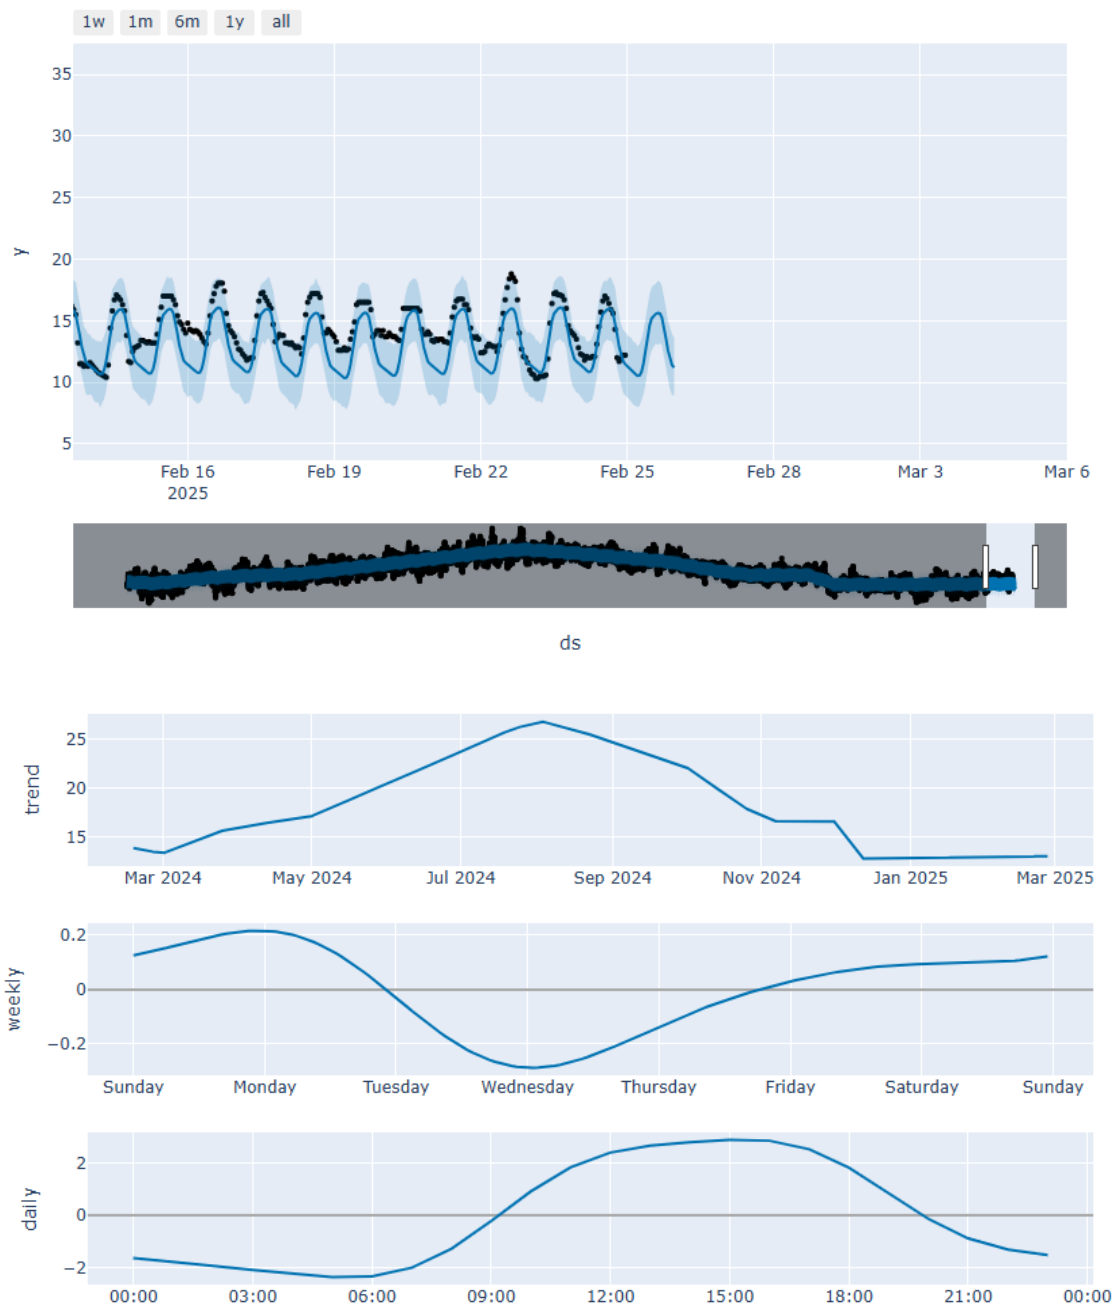 1w 1m 6m 1y all
35
30
25
20
15
10
5
y
Feb 16 Feb 19 Feb 22 Feb 25 Feb 28 Mar 3 Mar 6
2025
ds
25
20
15
trend
Mar 2024 May 2024 Jul 2024 Sep 2024 Nov 2024 Jan 2025 Mar 2025
0.2
0
−0.2
weekly
Sunday Monday Tuesday Wednesday Thursday Friday Saturday Sunday
2
0
−2
daily
00:00 03:00 06:00 09:00 12:00 15:00 18:00 21:00 00:00